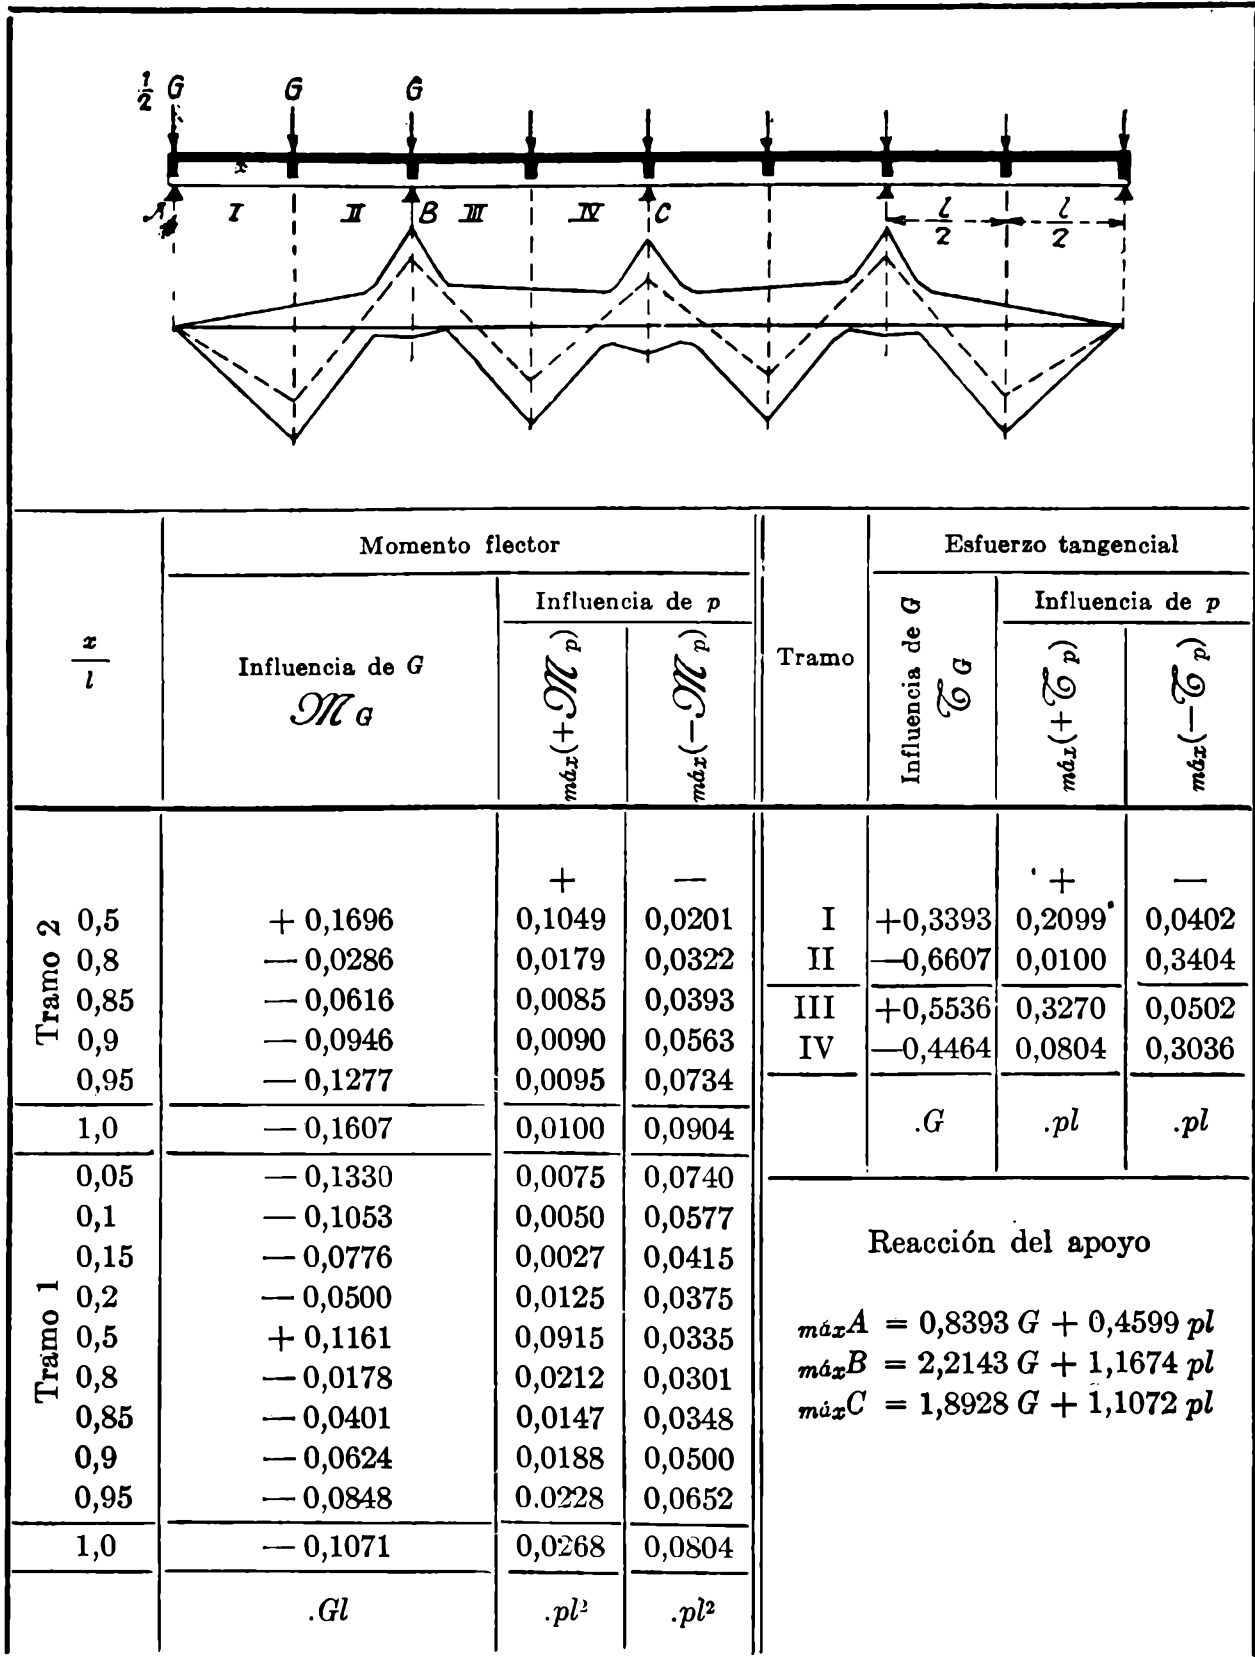 1/2 G G G
x
A I II B III IV C l/2 l/2
Momento flector
Esfuerzo tangencial
x/l
Influencia de G
ℳ G
Influencia de p
máx(+ℳ p)
máx(−ℳ p)
Tramo
Influencia de G
𝒯 G
Influencia de p
máx(+𝒯 p)
máx(−𝒯 p)
+ −
Tramo 2
0,5 + 0,1696 0,1049 0,0201
0,8 — 0,0286 0,0179 0,0322
0,85 — 0,0616 0,0085 0,0393
0,9 — 0,0946 0,0090 0,0563
0,95 — 0,1277 0,0095 0,0734
1,0 — 0,1607 0,0100 0,0904
Tramo 1
0,05 — 0,1330 0,0075 0,0740
0,1 — 0,1053 0,0050 0,0577
0,15 — 0,0776 0,0027 0,0415
0,2 — 0,0500 0,0125 0,0375
0,5 + 0,1161 0,0915 0,0335
0,8 — 0,0178 0,0212 0,0301
0,85 — 0,0401 0,0147 0,0348
0,9 — 0,0624 0,0188 0,0500
0,95 — 0,0848 0.0228 0,0652
1,0 — 0,1071 0,0268 0,0804
.Gl .pl² .pl²
+ —
I +0,3393 0,2099 0,0402
II —0,6607 0,0100 0,3404
III +0,5536 0,3270 0,0502
IV —0,4464 0,0804 0,3036
.G .pl .pl
Reacción del apoyo
máxA = 0,8393 G + 0,4599 pl
máxB = 2,2143 G + 1,1674 pl
máxC = 1,8928 G + 1,1072 pl